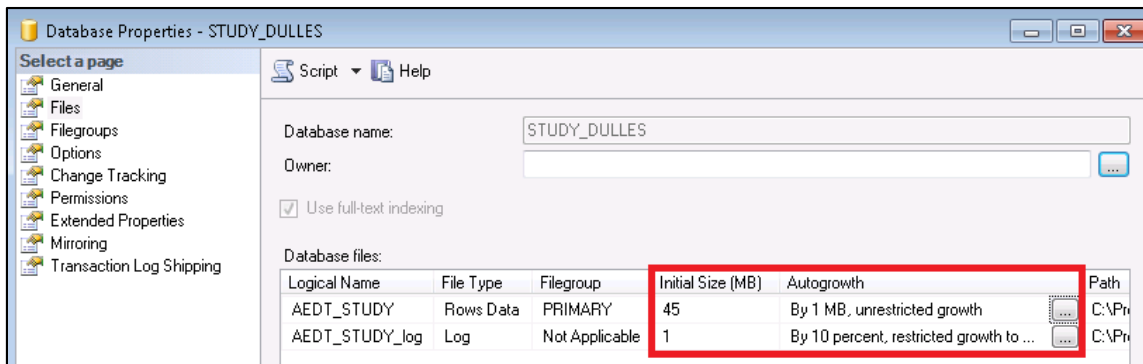 Database Properties - STUDY_DULLES
Select a page
General
Files
Filegroups
Options
Change Tracking
Permissions
Extended Properties
Mirroring
Transaction Log Shipping
Script Help
Database name: STUDY_DULLES
Owner: ...
Use full-text indexing
Database files:
Logical Name File Type Filegroup Initial Size (MB) Autogrowth Path
AEDT_STUDY Rows Data PRIMARY 45 By 1 MB, unrestricted growth ... C:\Pr
AEDT_STUDY_log Log Not Applicable 1 By 10 percent, restricted growth to ... ... C:\Pr